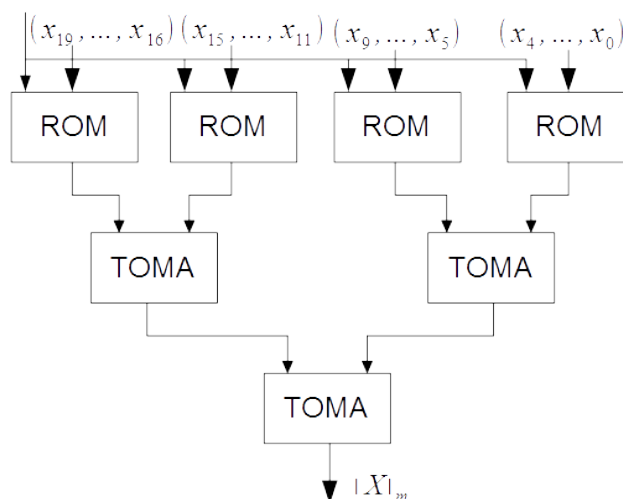 (x₁₉, ..., x₁₆) (x₁₅, ..., x₁₁) (x₉, ... x₅) (x₄, ... x₀)
ROM ROM ROM ROM
TOMA TOMA
TOMA
|X|ₘ